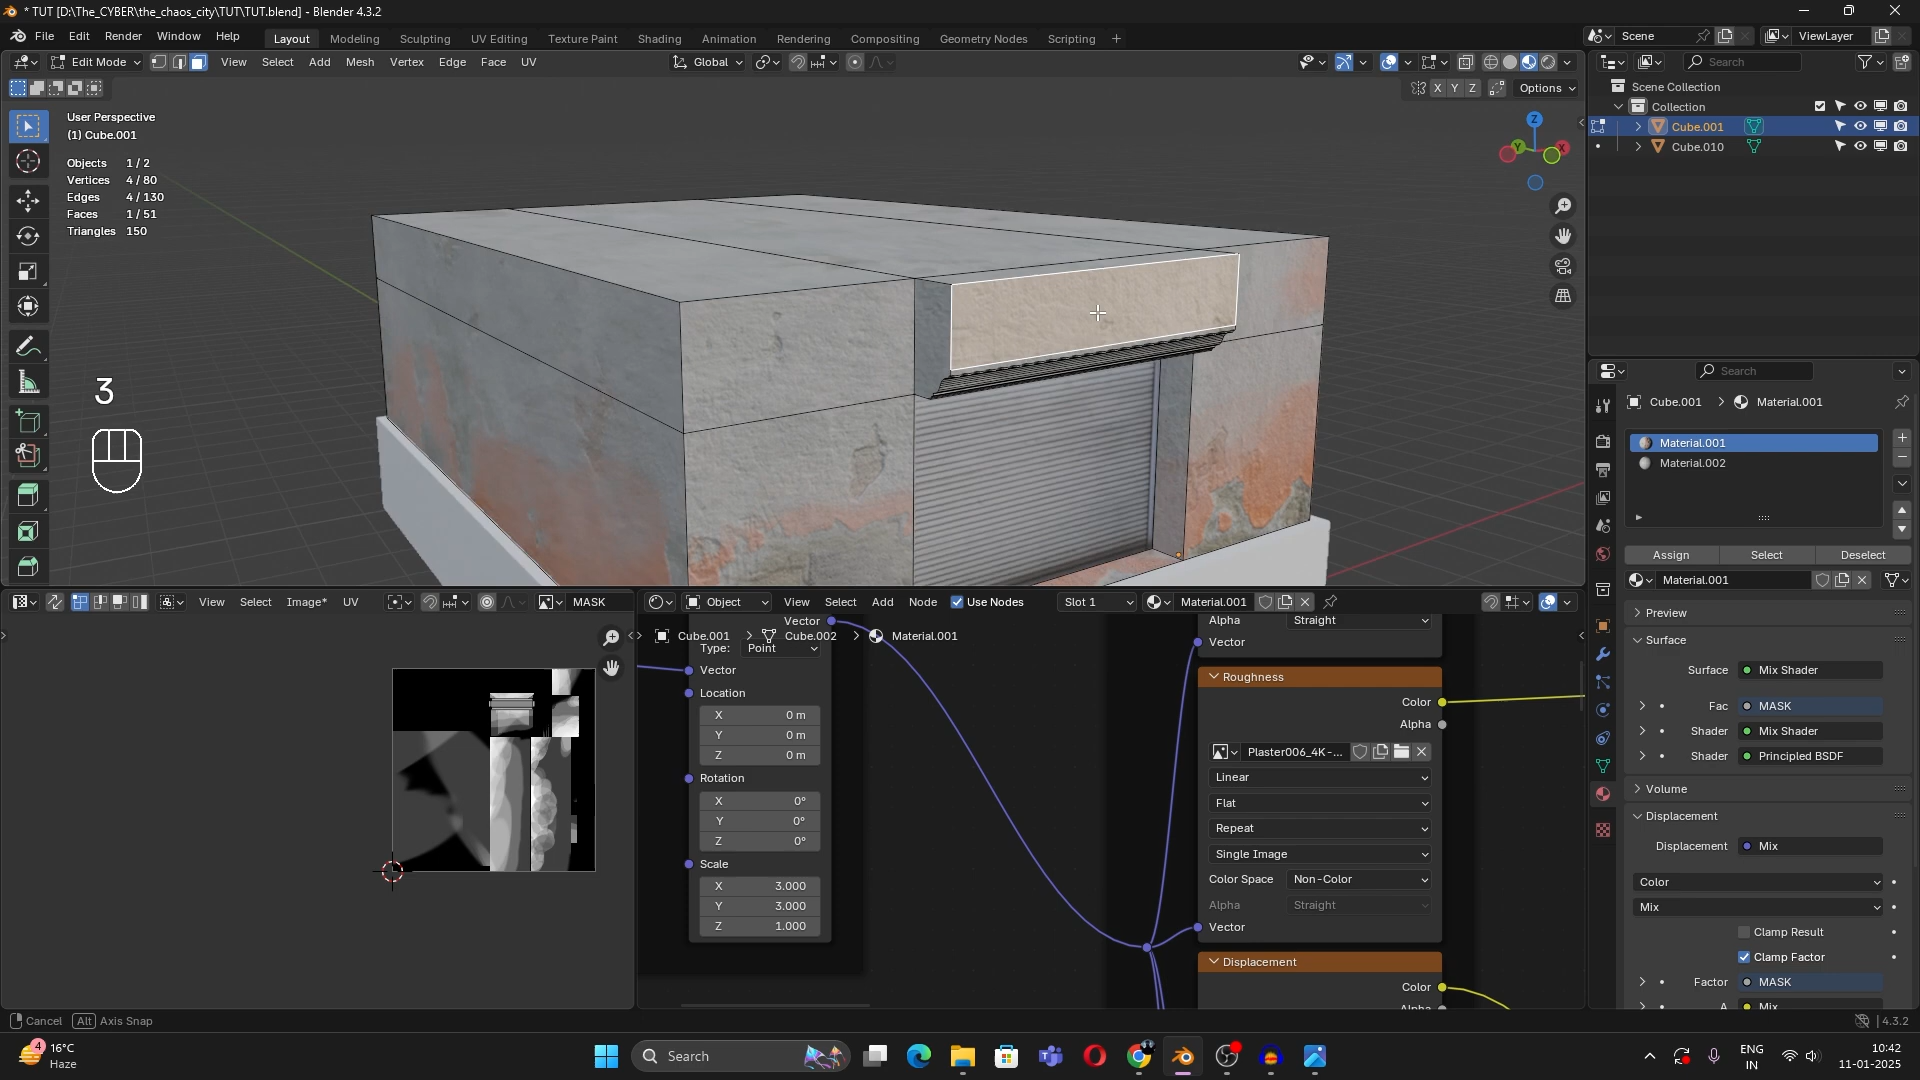 * TUT [D:\The_CYBER\the_chaos_city\TUT\TUT.blend] - Blender 4.3.2
File Edit Render Window Help Layout Modeling Sculpting UV Editing Texture Paint Shading Animation Rendering Compositing Geometry Nodes Scripting + Scene ViewLayer
Edit Mode View Select Add Mesh Vertex Edge Face UV Global Search
X Y Z Options
User Perspective
(1) Cube.001
Objects 1 / 2
Vertices 4 / 80
Edges 4 / 130
Faces 1 / 51
Triangles 150
3
Z
Y
X
Scene Collection
Collection
Cube.001
Cube.010
Search
Cube.001 > Material.001
Material.001
Material.002
Assign Select Deselect
Material.001
Preview
Surface
Surface Mix Shader
Fac MASK
Shader Mix Shader
Shader Principled BSDF
Volume
Displacement
Displacement Mix
Color
Mix
Clamp Result
Clamp Factor
Factor MASK
A Mix
View Select Image* UV MASK
Object View Select Add Node Use Nodes Slot 1 Material.001
Cube.001 > Cube.002 > Material.001
Vector
Type: Point
Vector
Location
X 0 m
Y 0 m
Z 0 m
Rotation
X 0°
Y 0°
Z 0°
Scale
X 3.000
Y 3.000
Z 1.000
Alpha Straight
Vector
Roughness
Color
Alpha
Plaster006_4K-...
Linear
Flat
Repeat
Single Image
Color Space Non-Color
Alpha Straight
Vector
Displacement
Color
Alpha
Cancel Alt Axis Snap
4.3.2
4
16°C
Haze
Search
ENG
IN
10:42
11-01-2025